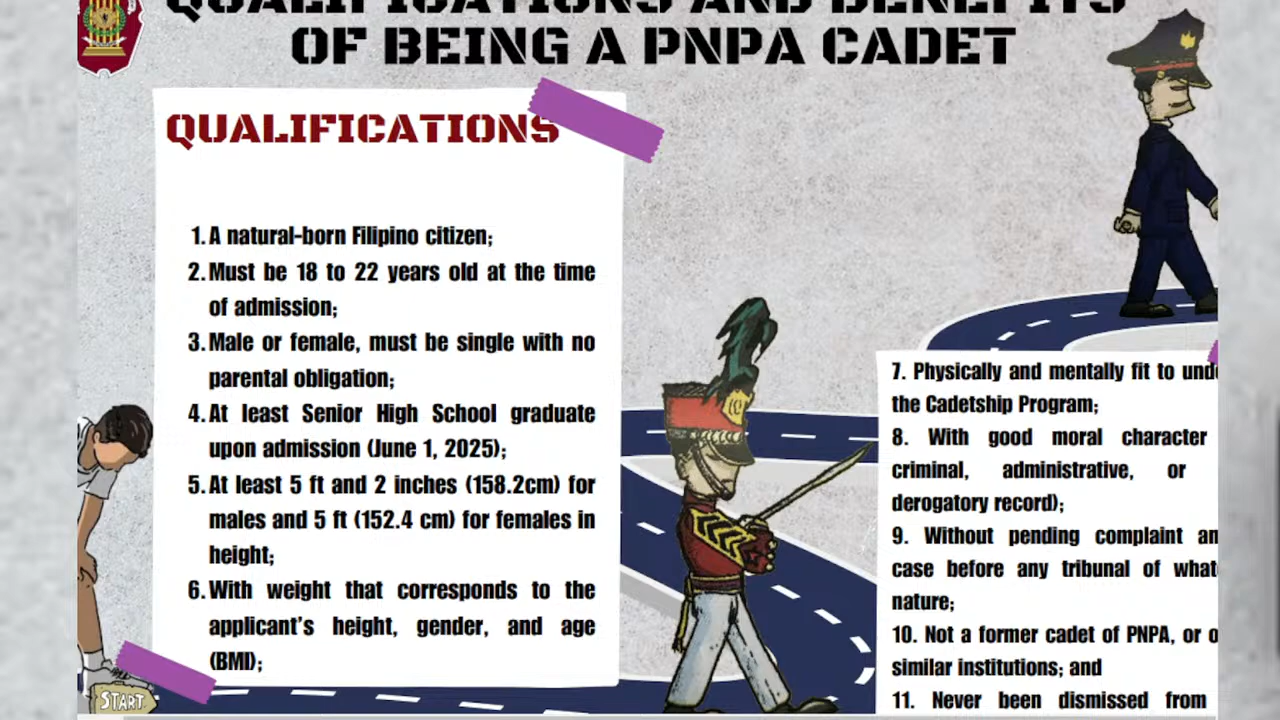 QUALIFICATIONS AND BENEFITS
OF BEING A PNPA CADET
QUALIFICATIONS
1. A natural-born Filipino citizen;
2. Must be 18 to 22 years old at the time
of admission;
3. Male or female, must be single with no
parental obligation;
4. At least Senior High School graduate
upon admission (June 1, 2025);
5. At least 5 ft and 2 inches (158.2cm) for
males and 5 ft (152.4 cm) for females in
height;
6. With weight that corresponds to the
applicant's height, gender, and age
(BMI);
7. Physically and mentally fit to
the Cadetship Program;
8. With good moral character
criminal, administrative, or
derogatory record);
9. Without pending complaint
case before any tribunal of
nature;
10. Not a former cadet of PNPA, or
similar institutions; and
11. Never been dismissed from
START